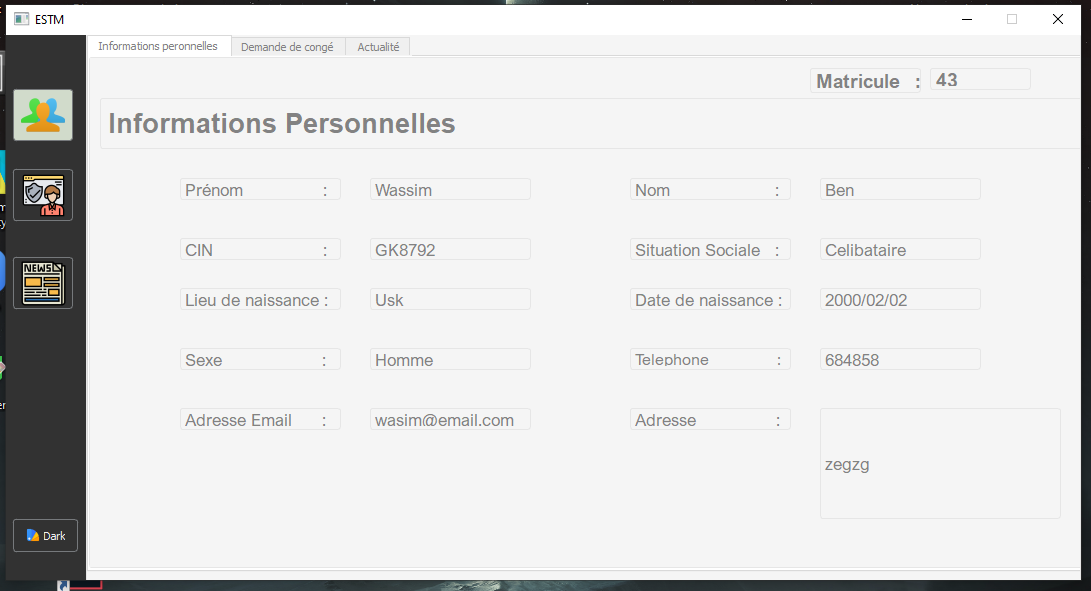 ESTM
Informations peronnelles Demande de congé Actualité
Matricule : 43
Informations Personnelles
Prénom : Wassim Nom : Ben
CIN : GK8792 Situation Sociale : Celibataire
NEWS
Lieu de naissance : Usk Date de naissance : 2000/02/02
Sexe : Homme Telephone : 684858
Adresse Email : wasim@email.com Adresse :
zegzg
Dark